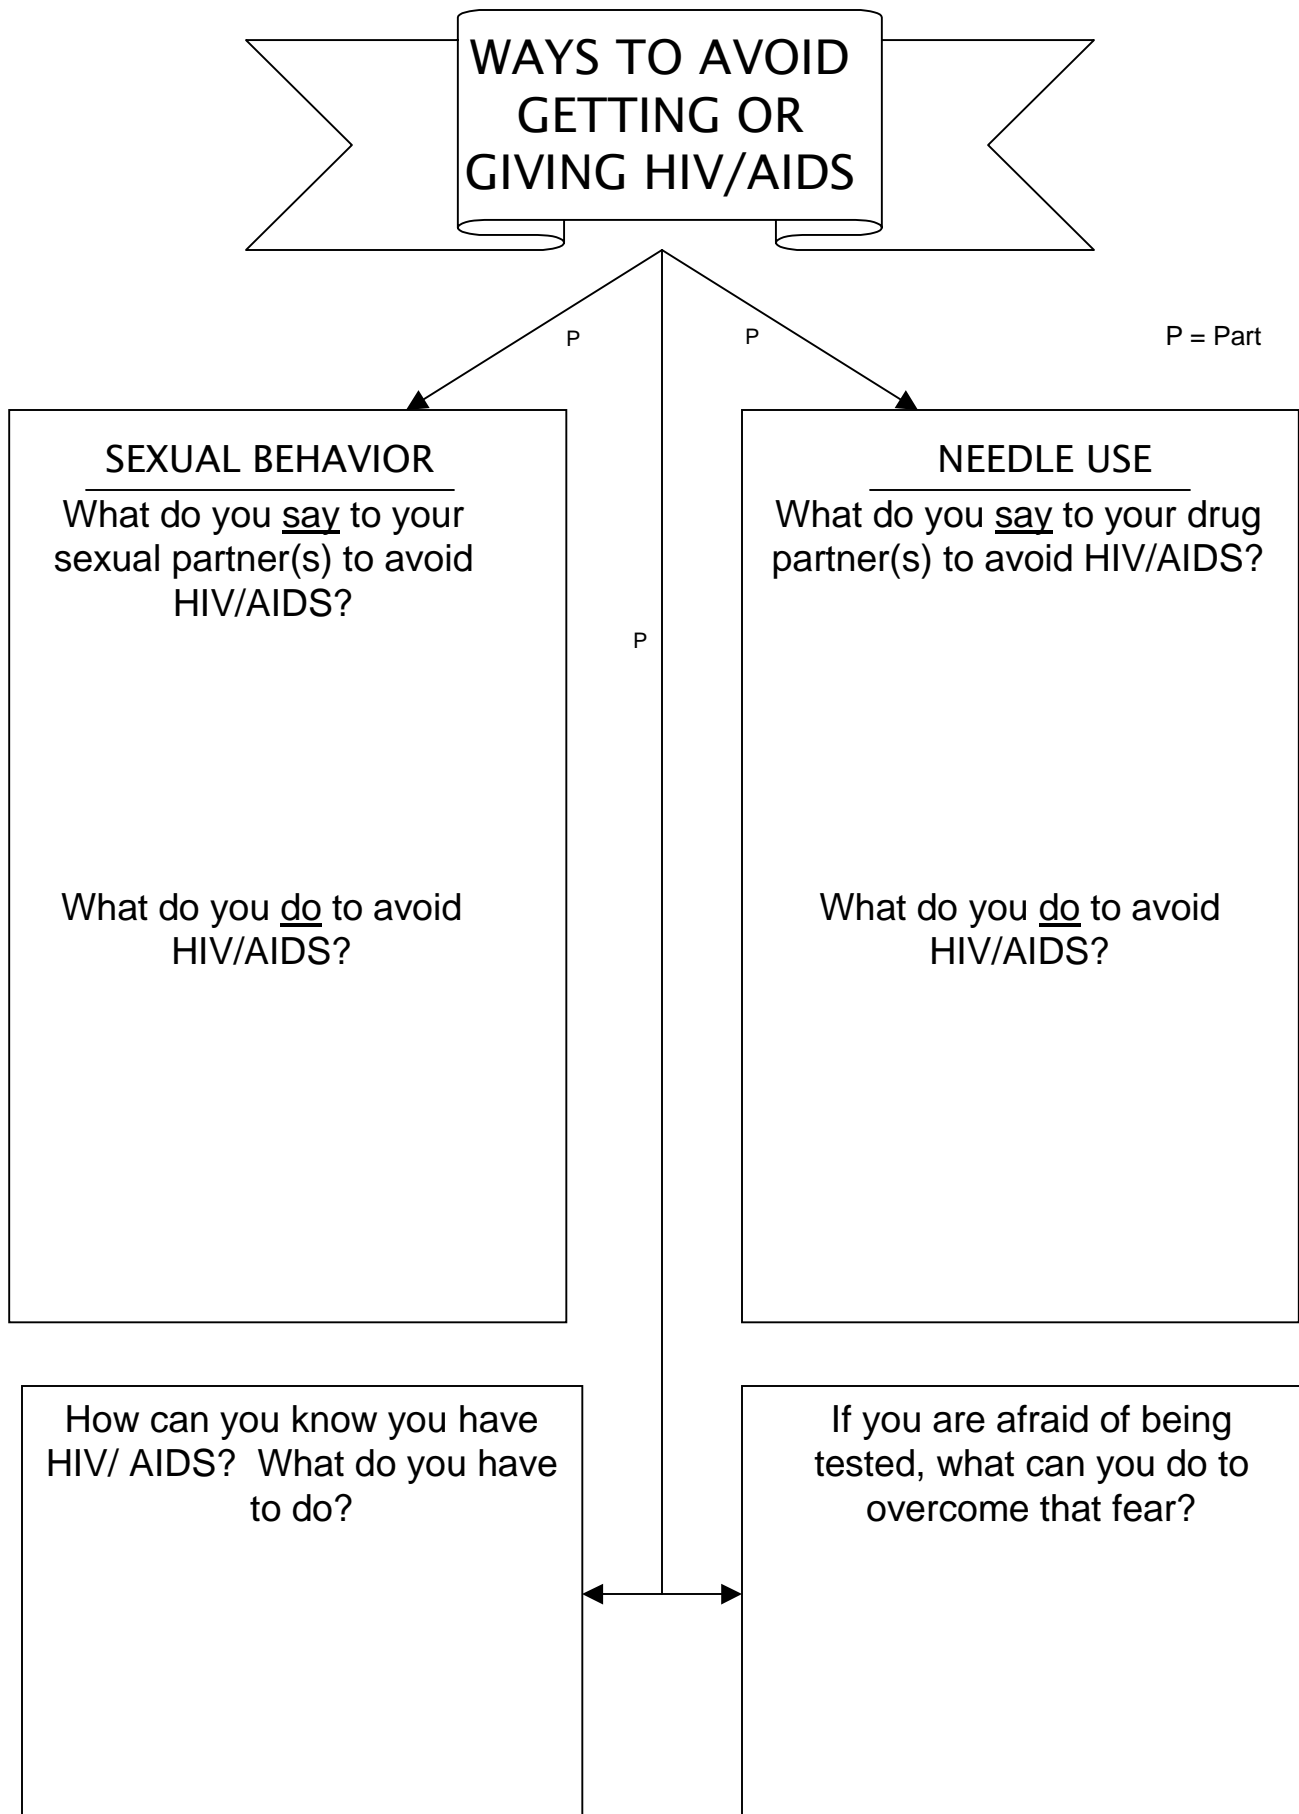 WAYS TO AVOID
GETTING OR
GIVING HIV/AIDS
P
P
P = Part
SEXUAL BEHAVIOR
What do you say to your
sexual partner(s) to avoid
HIV/AIDS?
NEEDLE USE
What do you say to your drug
partner(s) to avoid HIV/AIDS?
P
What do you do to avoid
HIV/AIDS?
What do you do to avoid
HIV/AIDS?
How can you know you have
HIV/ AIDS?  What do you have
to do?
If you are afraid of being
tested, what can you do to
overcome that fear?